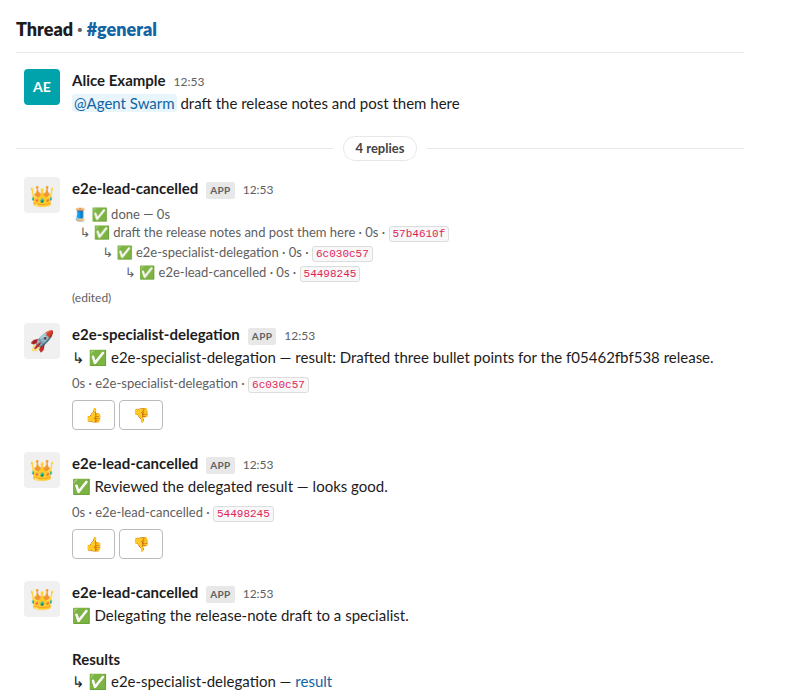 Thread • #general
AE
Alice Example 12:53
@Agent Swarm draft the release notes and post them here
4 replies
e2e-lead-cancelled APP 12:53
🧵 ✅ done — 0s
↳ ✅ draft the release notes and post them here · 0s · 57b4610f
↳ ✅ e2e-specialist-delegation · 0s · 6c030c57
↳ ✅ e2e-lead-cancelled · 0s · 54498245
(edited)
e2e-specialist-delegation APP 12:53
↳ ✅ e2e-specialist-delegation — result: Drafted three bullet points for the f05462fbf538 release.
0s · e2e-specialist-delegation · 6c030c57
👍 👎
e2e-lead-cancelled APP 12:53
✅ Reviewed the delegated result — looks good.
0s · e2e-lead-cancelled · 54498245
👍 👎
e2e-lead-cancelled APP 12:53
✅ Delegating the release-note draft to a specialist.
Results
↳ ✅ e2e-specialist-delegation — result